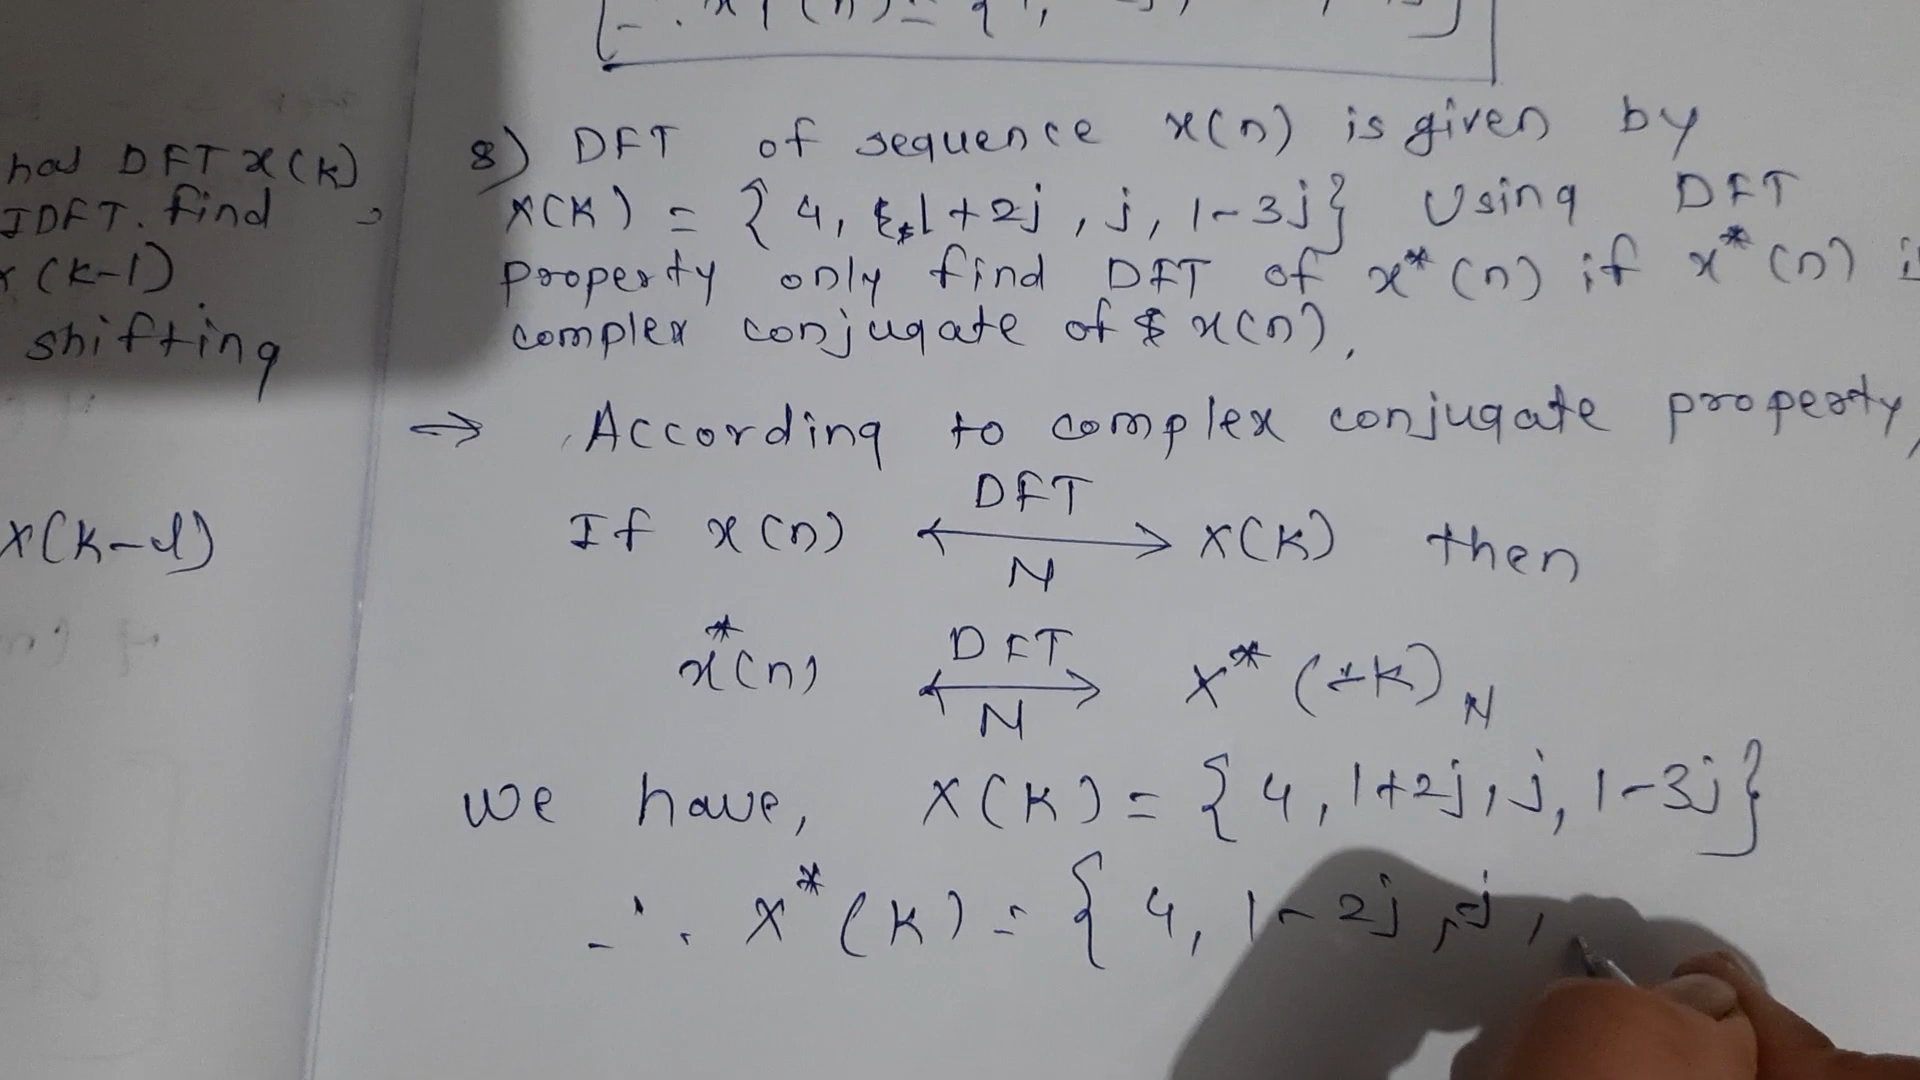 has DFT x(k)
IDFT. find
x(k-1)
shifting
x(k-1)
8) DFT of sequence x(n) is given by
X(K) = {4, 1+2j, j, 1-3j} Using DFT
property only find DFT of x*(n) if x*(n) i
complex conjugate of x(n),
⇒ According to complex conjugate property,
DFT
If x(n) ↔ X(K) then
N
DFT
x*(n) ↔ X*(-K)N
N
we have, X(K) = {4, 1+2j, j, 1-3j}
∴ X*(K) = {4, 1-2j, -j,